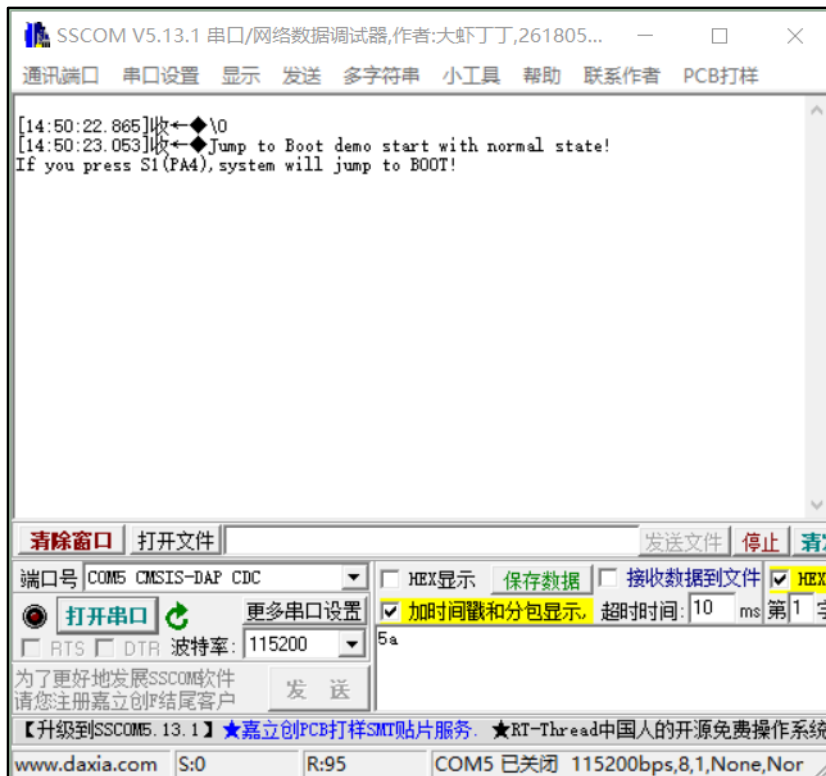 SSCOM V5.13.1 串口/网络数据调试器,作者:大虾丁丁,261805...
通讯端口 串口设置 显示 发送 多字符串 小工具 帮助 联系作者 PCB打样
[14:50:22.865]收←◆\0
[14:50:23.053]收←◆Jump to Boot demo start with normal state!
If you press S1(PA4),system will jump to BOOT!
清除窗口 打开文件 发送文件 停止 清
端口号 COM5 CMSIS-DAP CDC HEX显示 保存数据 接收数据到文件 HEX
打开串口 更多串口设置 加时间戳和分包显示, 超时时间: 10 ms 第 1 字
RTS DTR 波特率: 115200 5a
为了更好地发展SSCOM软件
请您注册嘉立创F结尾客户 发 送
【升级到SSCOM5.13.1】★嘉立创PCB打样SMT贴片服务. ★RT-Thread中国人的开源免费操作系统
www.daxia.com S:0 R:95 COM5 已关闭 115200bps,8,1,None,Nor